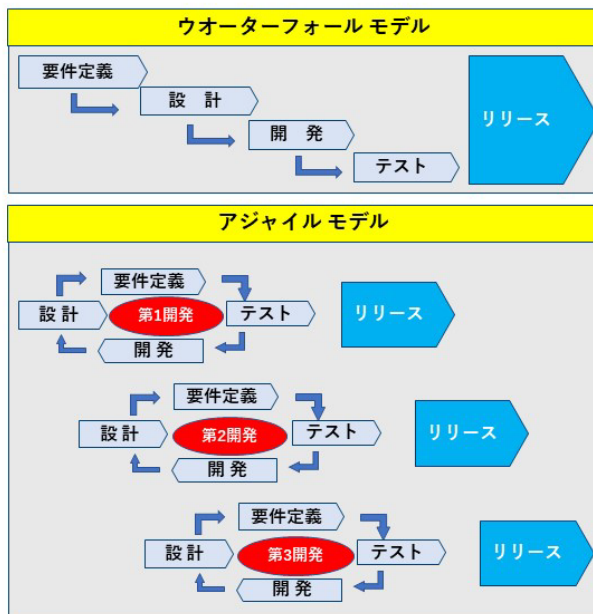 ウオーターフォール モデル
要件定義
設 計
開 発
テスト
リリース
アジャイル モデル
要件定義
設 計
第1開発
テスト
開 発
リリース
要件定義
設 計
第2開発
テスト
開 発
リリース
要件定義
設 計
第3開発
テスト
開 発
リリース